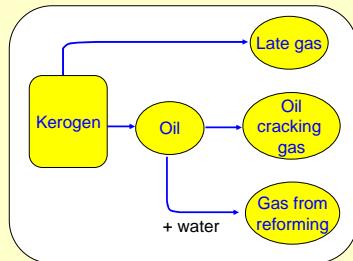 Late gas
Kerogen
Oil
Oil
cracking
gas
+ water
Gas from
reforming